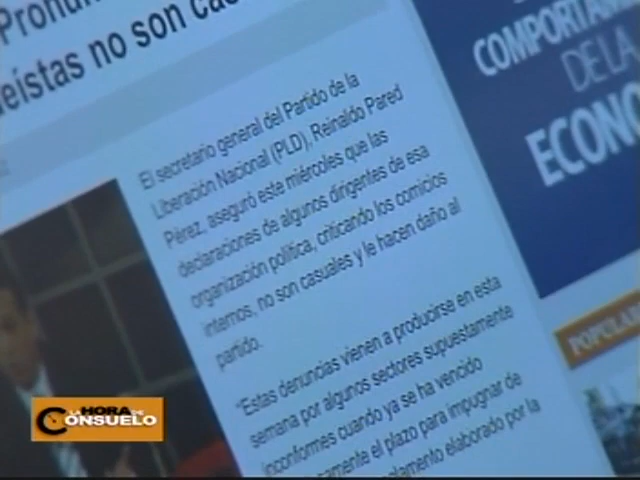 eístas no son
El secretario general del Partido de la
Liberación Nacional (PLD), Reinaldo Pared
Pérez, aseguró este miércoles que las
declaraciones de algunos dirigentes de esa
organización política, criticando los comicios
internos, no son casuales y le hacen daño al
partido.
"Estas denuncias vienen a producirse en esta
semana por algunos sectores supuestamente
inconformes cuando ya se ha vencido
amente el plazo para impugnar de
lamento elaborado por la
COMPORTAM
DE LA
ECONO
POPULAR
LA HORA DE
CONSUELO